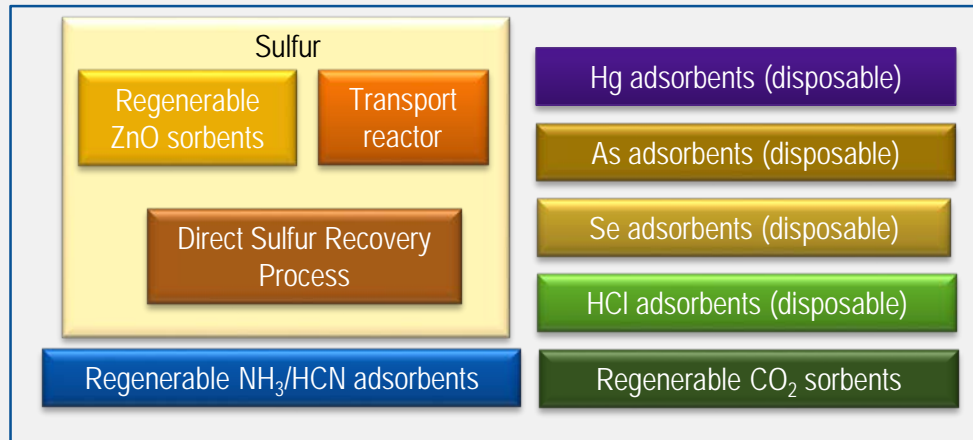 Sulfur
Regenerable
ZnO sorbents
Transport
reactor
Direct Sulfur Recovery
Process
Regenerable NH₃/HCN adsorbents
Hg adsorbents (disposable)
As adsorbents (disposable)
Se adsorbents (disposable)
HCl adsorbents (disposable)
Regenerable CO₂ sorbents